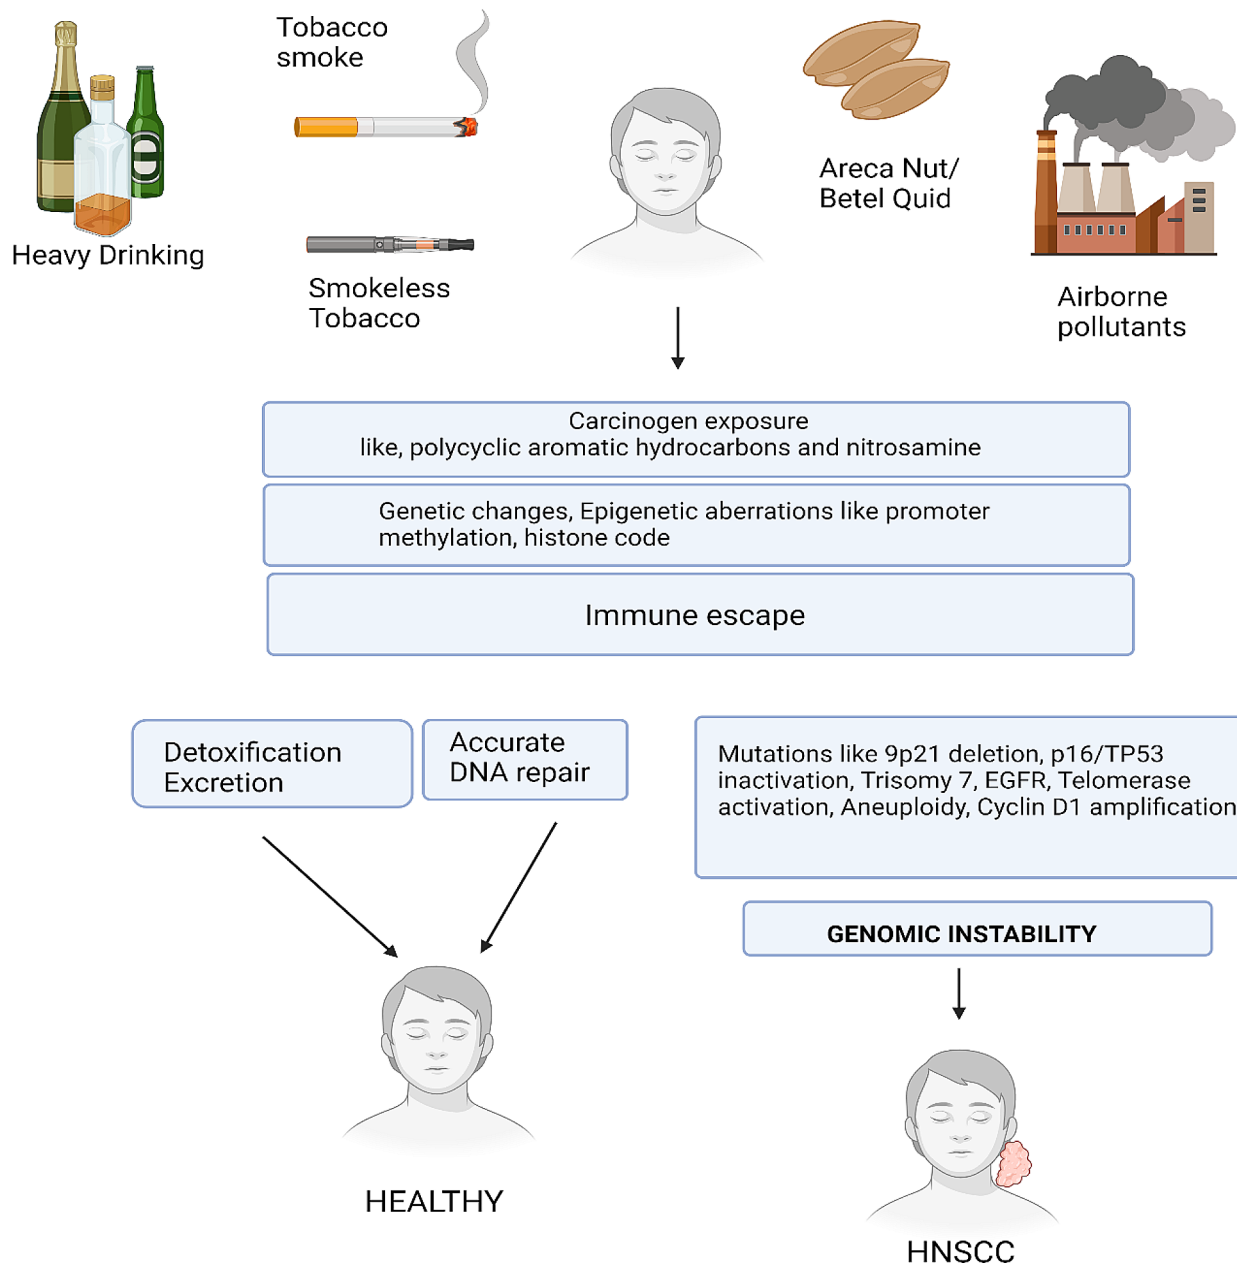 Tobacco
smoke
Heavy Drinking
Smokeless
Tobacco
Areca Nut/
Betel Quid
Airborne
pollutants
Carcinogen exposure
like, polycyclic aromatic hydrocarbons and nitrosamine
Genetic changes, Epigenetic aberrations like promoter
methylation, histone code
Immune escape
Detoxification
Excretion
Accurate
DNA repair
Mutations like 9p21 deletion, p16/TP53
inactivation, Trisomy 7, EGFR, Telomerase
activation, Aneuploidy, Cyclin D1 amplification
GENOMIC INSTABILITY
HEALTHY
HNSCC